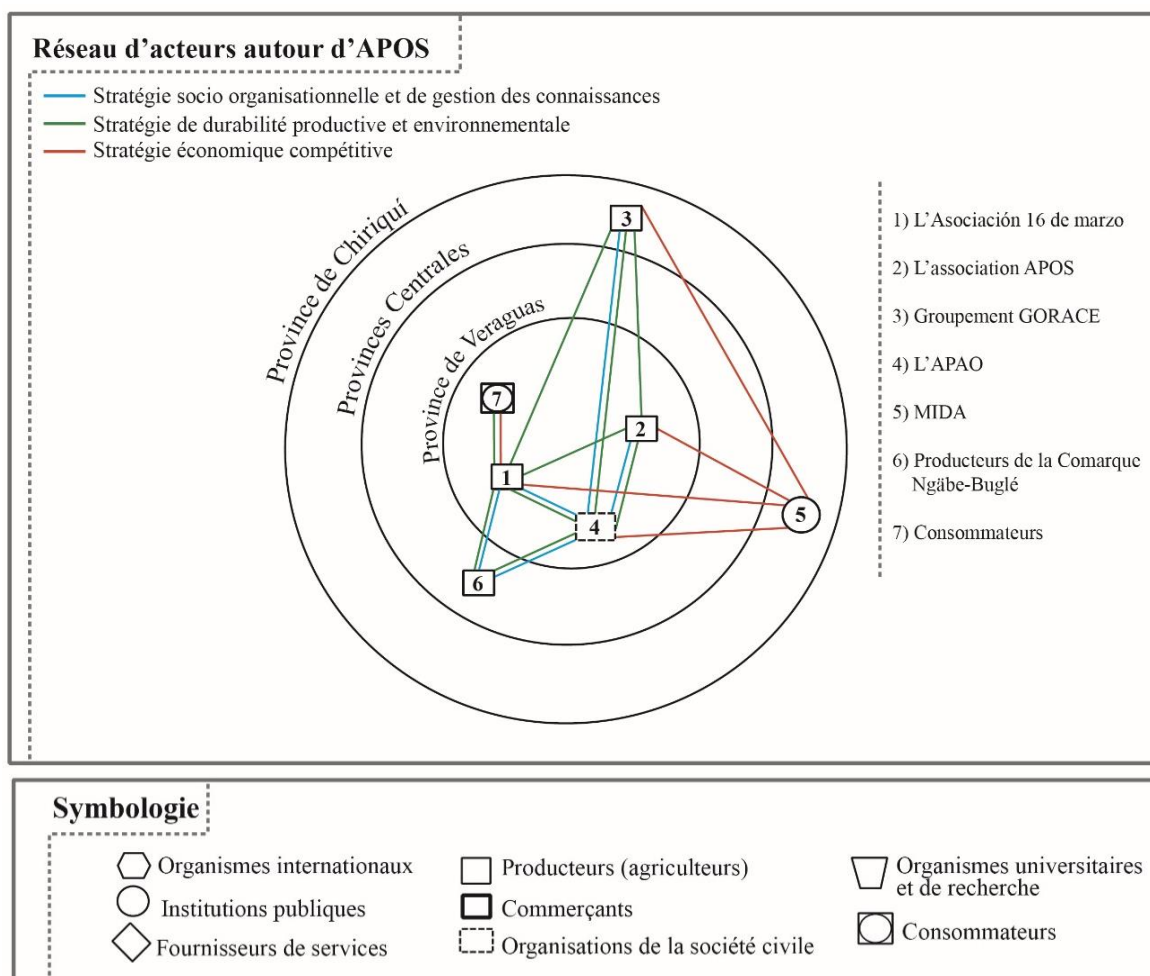 Réseau d'acteurs autour d'APOS
Stratégie socio organisationnelle et de gestion des connaissances
Stratégie de durabilité productive et environnementale
Stratégie économique compétitive
Province de Chiriquí
Provinces Centrales
Province de Veraguas
3
7
2
1
4
5
6
1) L'Asociación 16 de marzo
2) L'association APOS
3) Groupement GORACE
4) L'APAO
5) MIDA
6) Producteurs de la Comarque
Ngäbe-Buglé
7) Consommateurs
Symbologie
Organismes internaux
Institutions publiques
Fournisseurs de services
Producteurs (agriculteurs)
Commerçants
Organisations de la société civile
Organismes universitaires
et de recherche
Consommateurs